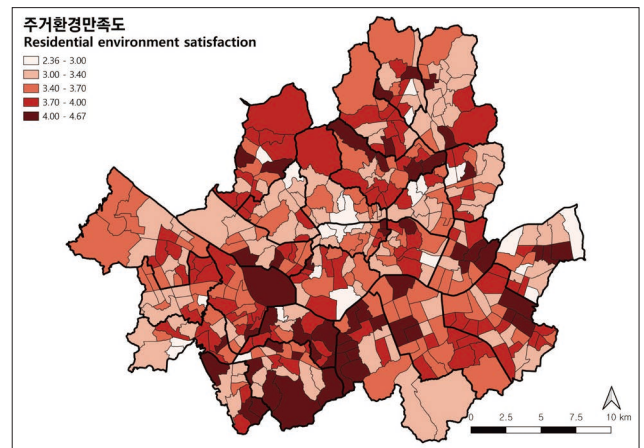 주거환경만족도
Residential environment satisfaction
2.36 - 3.00
3.00 - 3.40
3.40 - 3.70
3.70 - 4.00
4.00 - 4.67
0 2.5 5 7.5 10 km